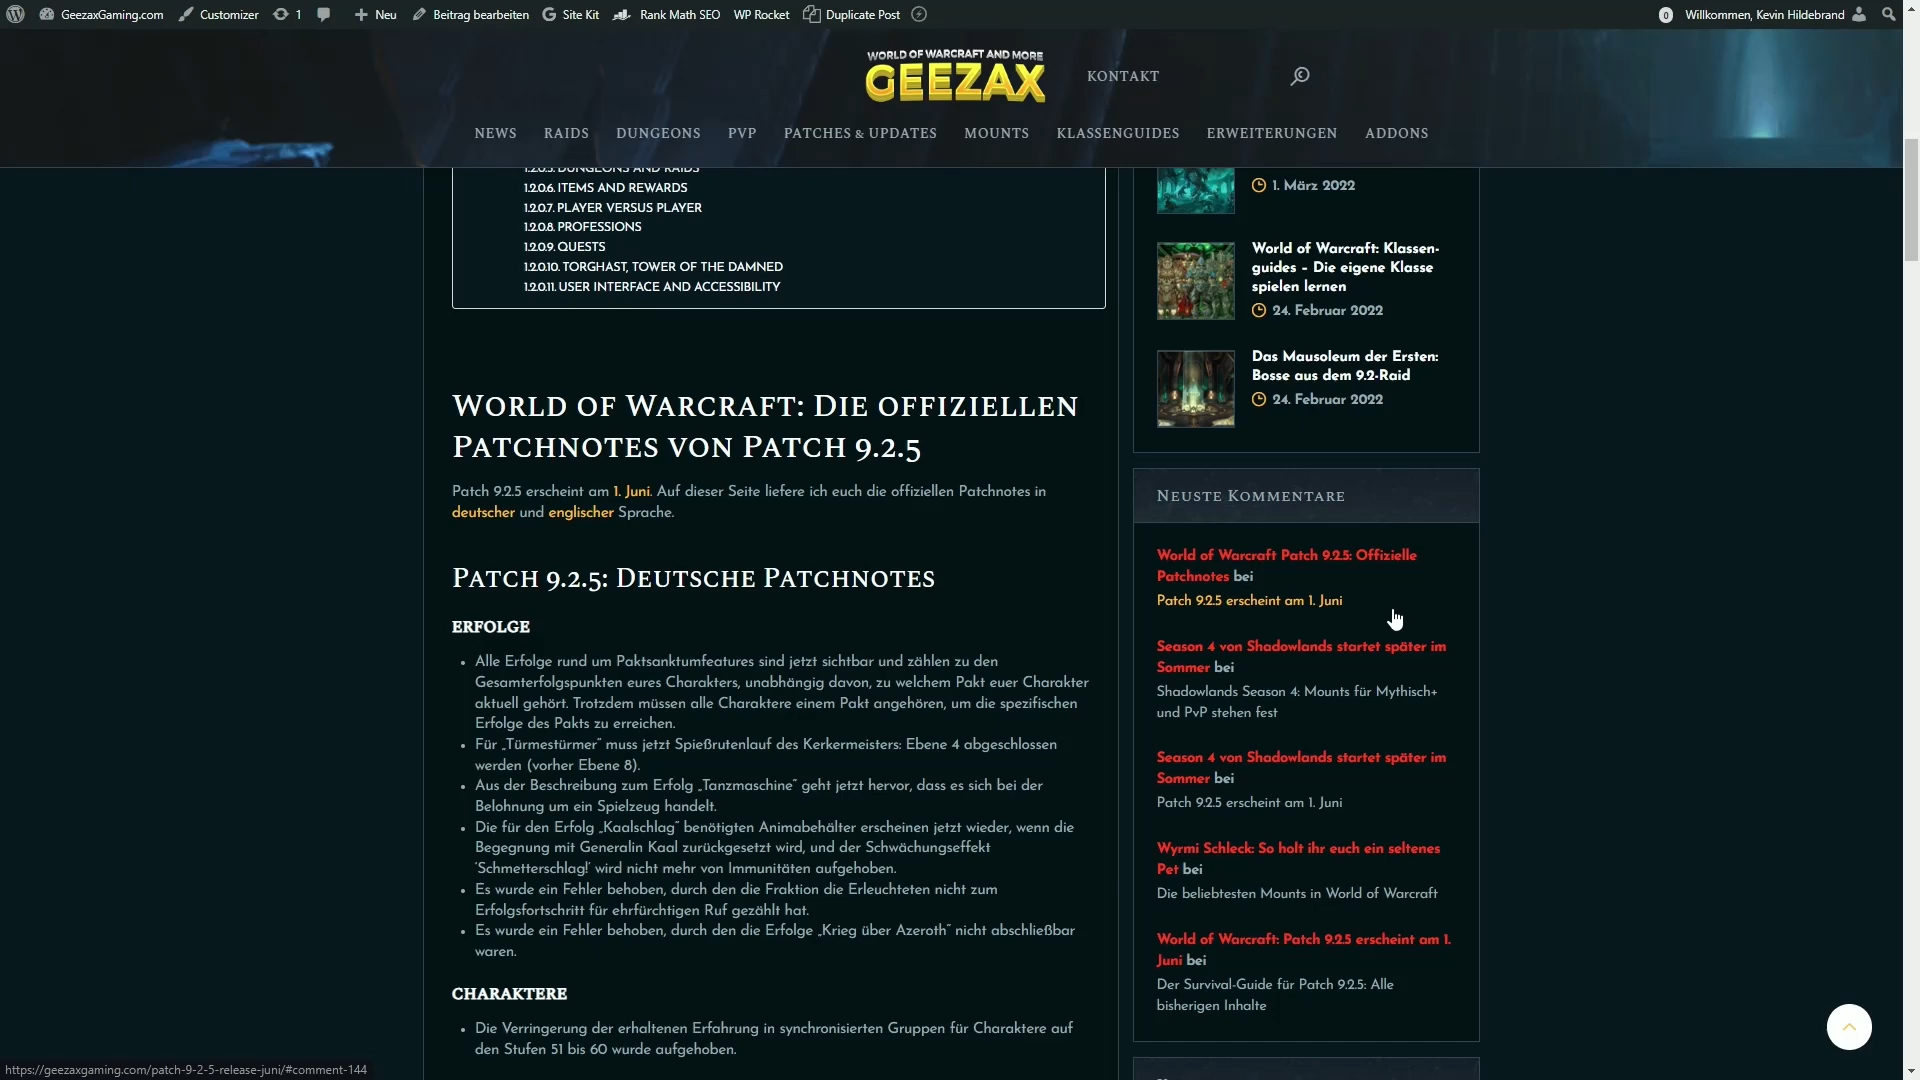 GeezaxGaming.com Customizer 1 Neu Beitrag bearbeiten Site Kit Rank Math SEO WP Rocket Duplicate Post 0 Willkommen, Kevin Hildebrand
WORLD OF WARCRAFT AND MORE
GEEZAX
KONTAKT
NEWS RAIDS DUNGEONS PVP PATCHES & UPDATES MOUNTS KLASSENGUIDES ERWEITERUNGEN ADDONS
1.2.0.5. DUNGEONS AND RAIDS
1.2.0.6. ITEMS AND REWARDS
1.2.0.7. PLAYER VERSUS PLAYER
1.2.0.8. PROFESSIONS
1.2.0.9. QUESTS
1.2.0.10. TORGHAST, TOWER OF THE DAMNED
1.2.0.11. USER INTERFACE AND ACCESSIBILITY
World of Warcraft: Die offiziellen
Patchnotes von Patch 9.2.5
Patch 9.2.5 erscheint am 1. Juni. Auf dieser Seite liefere ich euch die offiziellen Patchnotes in
deutscher und englischer Sprache.
Patch 9.2.5: Deutsche Patchnotes
ERFOLGE
• Alle Erfolge rund um Paktsanktumfeatures sind jetzt sichtbar und zählen zu den
Gesamterfolgspunkten eures Charakters, unabhängig davon, zu welchem Pakt euer Charakter
aktuell gehört. Trotzdem müssen alle Charaktere einem Pakt angehören, um die spezifischen
Erfolge des Pakts zu erreichen.
• Für „Türmestürmer“ muss jetzt Spießrutenlauf des Kerkermeisters: Ebene 4 abgeschlossen
werden (vorher Ebene 8).
• Aus der Beschreibung zum Erfolg „Tanzmaschine“ geht jetzt hervor, dass es sich bei der
Belohnung um ein Spielzeug handelt.
• Die für den Erfolg „Kaalschlag“ benötigten Animabehälter erscheinen jetzt wieder, wenn die
Begegnung mit Generalin Kaal zurückgesetzt wird, und der Schwächungseffekt
'Schmetterschlag!' wird nicht mehr von Immunitäten aufgehoben.
• Es wurde ein Fehler behoben, durch den die Fraktion die Erleuchteten nicht zum
Erfolgsfortschritt für ehrfürchtigen Ruf gezählt hat.
• Es wurde ein Fehler behoben, durch den die Erfolge „Krieg über Azeroth“ nicht abschließbar
waren.
CHARAKTERE
• Die Verringerung der erhaltenen Erfahrung in synchronisierten Gruppen für Charaktere auf
den Stufen 51 bis 60 wurde aufgehoben.
1. März 2022
World of Warcraft: Klassen-
guides – Die eigene Klasse
spielen lernen
24. Februar 2022
Das Mausoleum der Ersten:
Bosse aus dem 9.2-Raid
24. Februar 2022
Neuste Kommentare
World of Warcraft Patch 9.2.5: Offizielle
Patchnotes bei
Patch 9.2.5 erscheint am 1. Juni
Season 4 von Shadowlands startet später im
Sommer bei
Shadowlands Season 4: Mounts für Mythisch+
und PvP stehen fest
Season 4 von Shadowlands startet später im
Sommer bei
Patch 9.2.5 erscheint am 1. Juni
Wyrmi Schleck: So holt ihr euch ein seltenes
Pet bei
Die beliebtesten Mounts in World of Warcraft
World of Warcraft: Patch 9.2.5 erscheint am 1.
Juni bei
Der Survival-Guide für Patch 9.2.5: Alle
bisherigen Inhalte
https://geezaxgaming.com/patch-9-2-5-release-juni/#comment-144